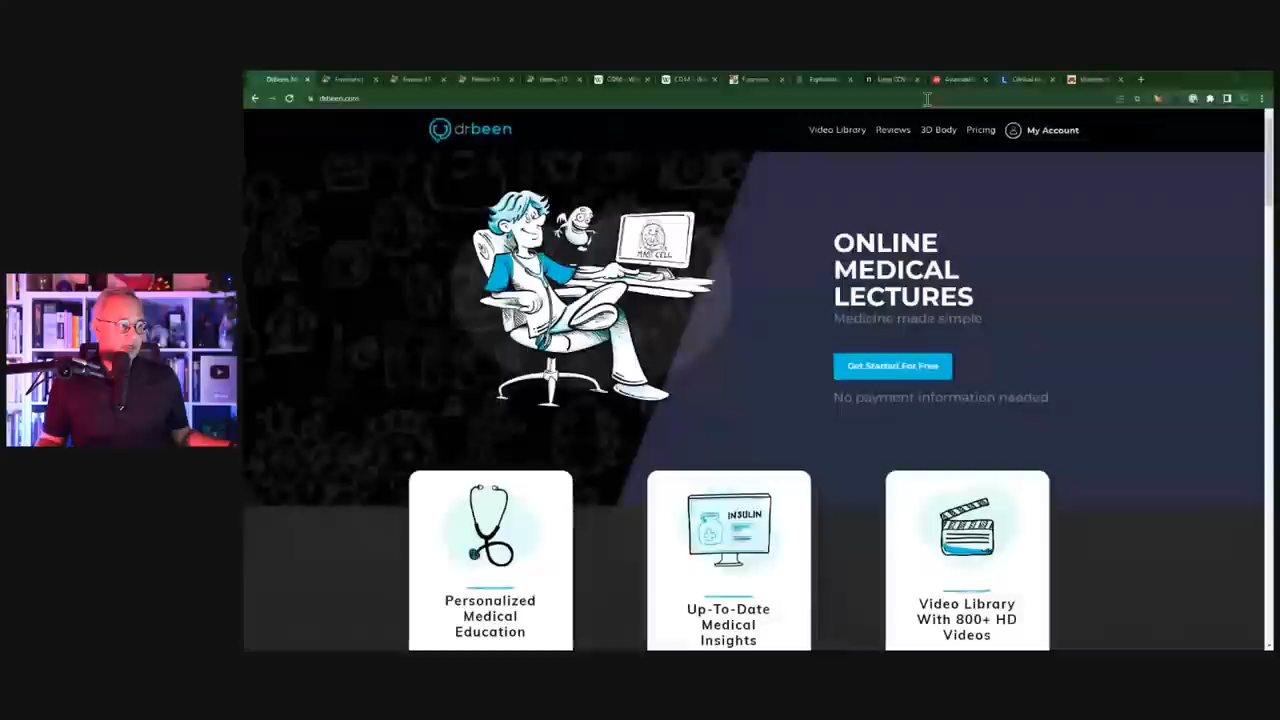 drbeen.com
drbeen
Video Library Reviews 3D Body Pricing My Account
MAST CELL
ONLINE
MEDICAL
LECTURES
Medicine made simple
Get Started For Free
No payment information needed
INSULIN
Personalized
Medical
Education
Up-To-Date
Medical
Insights
Video Library
With 800+ HD
Videos